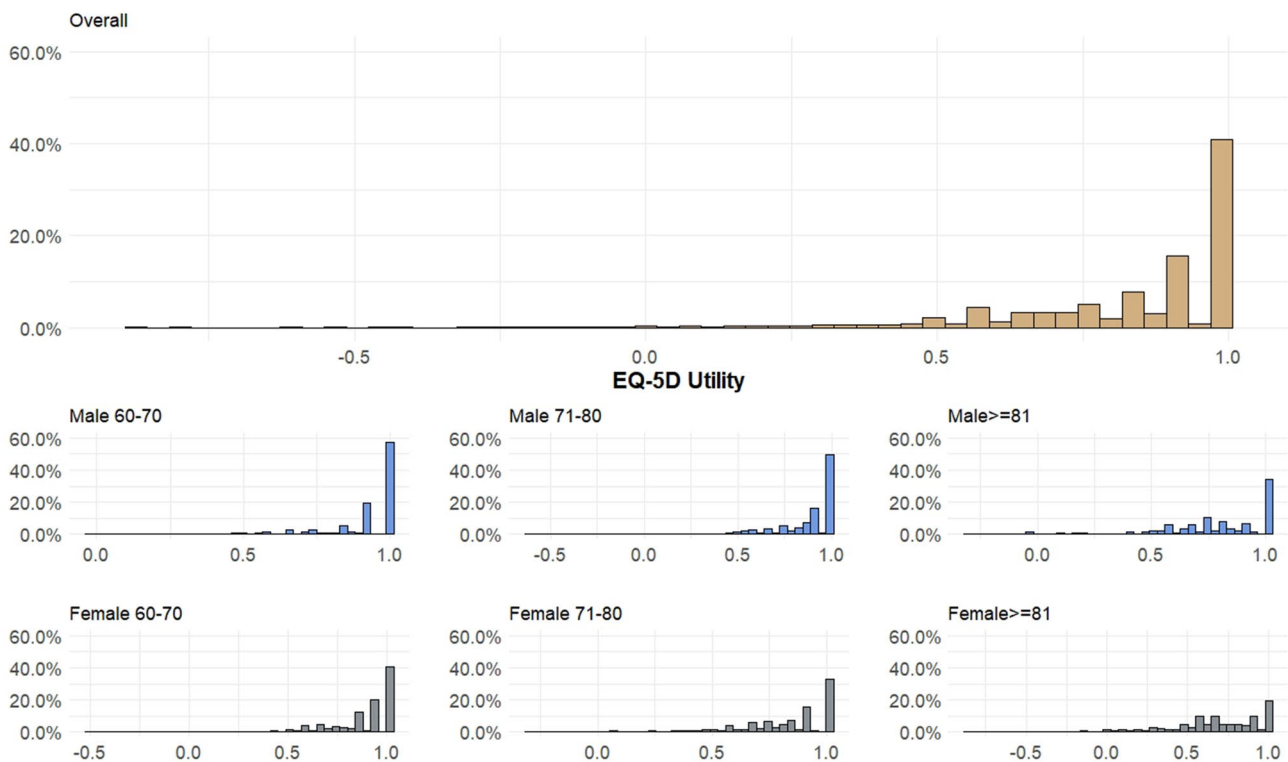 Overall
60.0%
40.0%
20.0%
0.0%
-0.5 0.0 0.5 1.0
EQ-5D Utility
Male 60-70 Male 71-80 Male>=81
60.0% 60.0% 60.0%
40.0% 40.0% 40.0%
20.0% 20.0% 20.0%
0.0% 0.0% 0.0%
0.0 0.5 1.0 -0.5 0.0 0.5 1.0 0.0 0.5 1.0
Female 60-70 Female 71-80 Female>=81
60.0% 60.0% 60.0%
40.0% 40.0% 40.0%
20.0% 20.0% 20.0%
0.0% 0.0% 0.0%
-0.5 0.0 0.5 1.0 0.0 0.5 1.0 -0.5 0.0 0.5 1.0